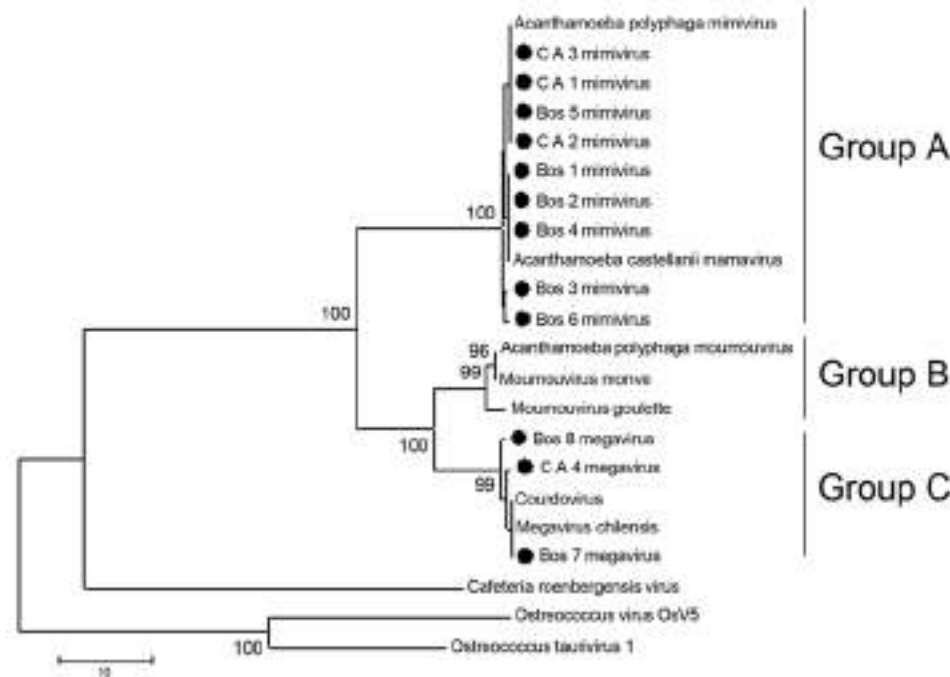 Acanthamoeba polyphaga mimivirus
C A 3 mimivirus
C A 1 mimivirus
Bos 5 mimivirus
C A 2 mimivirus
Group A
Bos 1 mimivirus
Bos 2 mimivirus
100
Bos 4 mimivirus
Acanthamoeba castellanii mamavirus
Bos 3 mimivirus
100
Bos 6 mimivirus
96
Acanthamoeba polyphaga moumouvirus
99
Moumouvirus monve
Group B
Moumouvirus goulette
100
Bos 8 megavirus
C A 4 megavirus
99
Group C
Courdovirus
Megavirus chilensis
Bos 7 megavirus
Cafeteria roenbergensis virus
Ostreococcus virus OsV5
100
Ostreococcus taurivirus 1
10